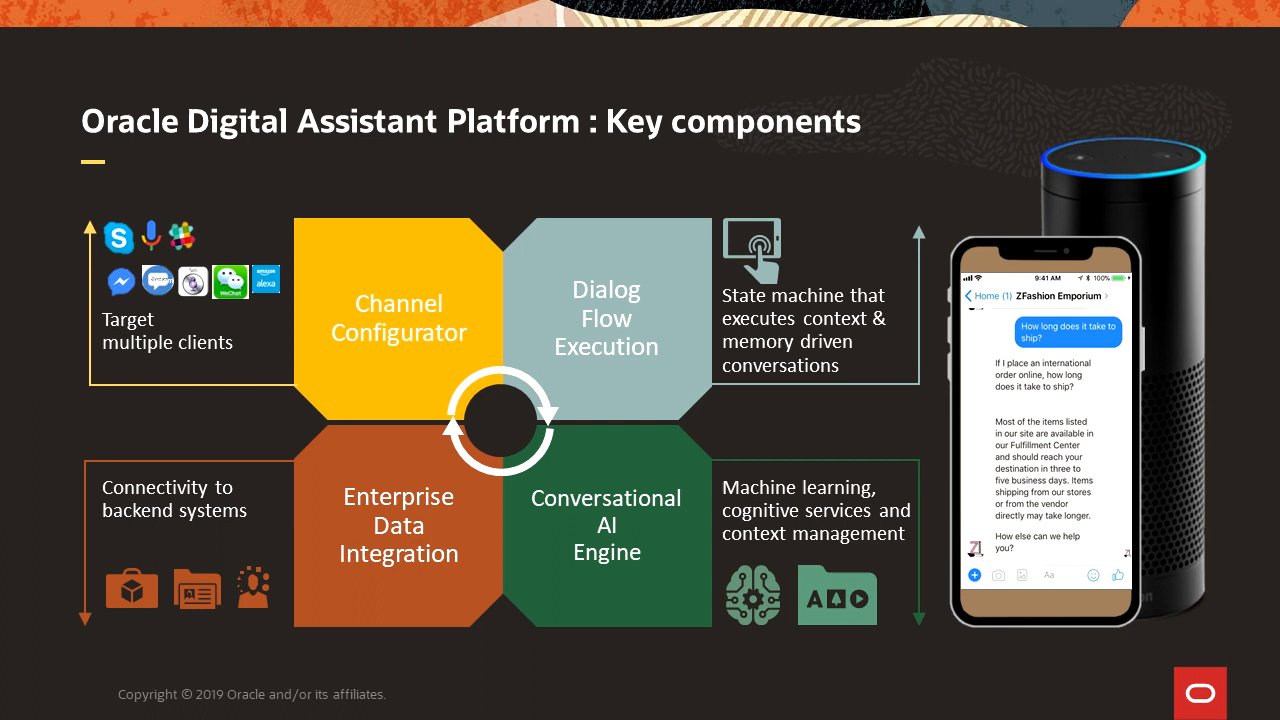 Oracle Digital Assistant Platform : Key components
S
WeChat
amazon
alexa
Target
multiple clients
Channel
Configurator
Dialog
Flow
Execution
State machine that
executes context &
memory driven
conversations
Connectivity to
backend systems
Enterprise
Data
Integration
Conversational
AI
Engine
Machine learning,
cognitive services and
context management
A
9:41 AM
100%
Home (1) ZFashion Emporium
How long does it take to
ship?
If I place an international
order online, how long
does it take to ship?
Most of the items listed
in our site are available in
our Fulfillment Center
and should reach your
destination in three to
five business days. Items
shipping from our stores
or from the vendor
directly may take longer.
How else can we help
you?
Aa
Copyright © 2019 Oracle and/or its affiliates.